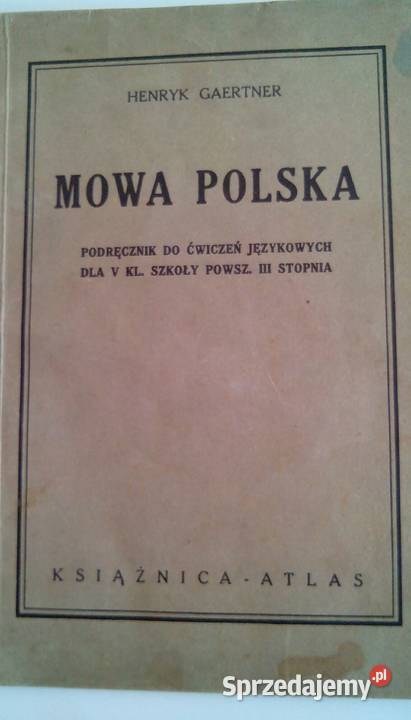 HENRYK GAERTNER
MOWA POLSKA
PODRĘCZNIK DO ĆWICZEŃ JĘZYKOWYCH
DLA V KL. SZKOŁY POWSZ. III STOPNIA
KSIĄŻNICA - ATLAS
Sprzedajemy.pl